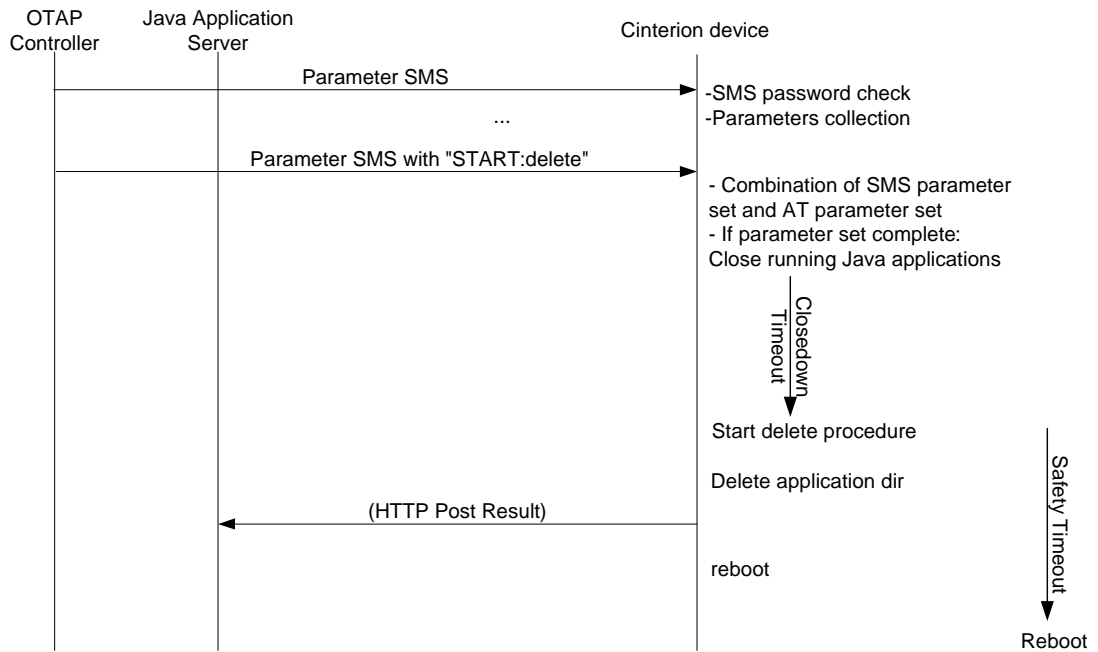 OTAP
Controller
Java Application
Server
Cinterion device
Parameter SMS
-SMS password check
-Parameters collection
...
Parameter SMS with "START:delete"
- Combination of SMS parameter
set and AT parameter set
- If parameter set complete:
Close running Java applications
Closedown
Timeout
Start delete procedure
Delete application dir
Safety Timeout
(HTTP Post Result)
reboot
Reboot